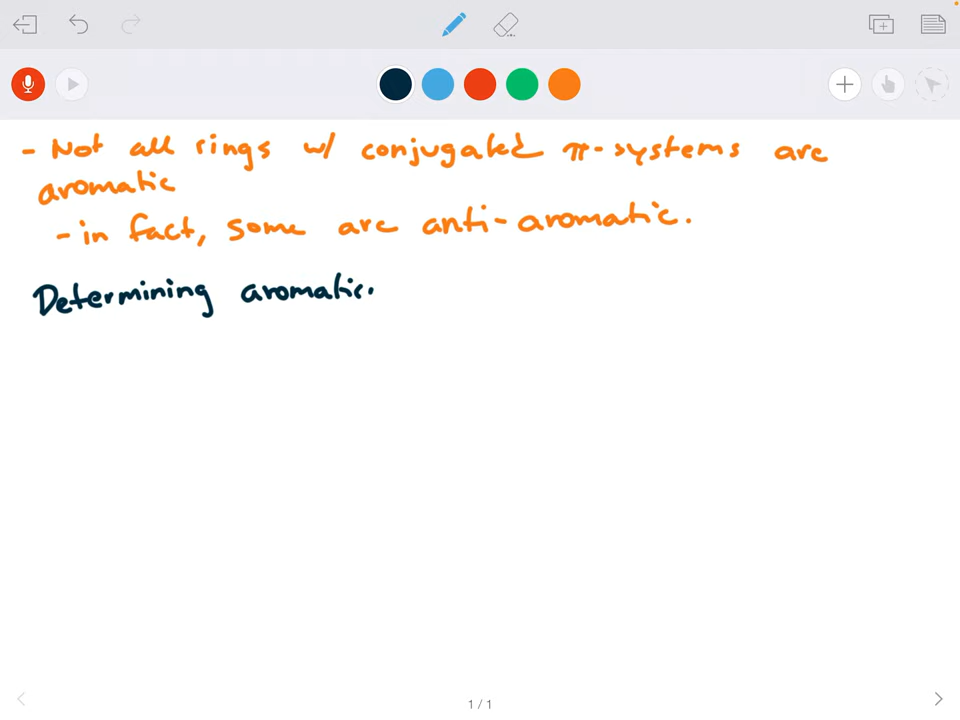 - Not all rings w/ conjugated π-systems are
aromatic
- in fact, some are anti-aromatic.
Determining aromatic.
1 / 1